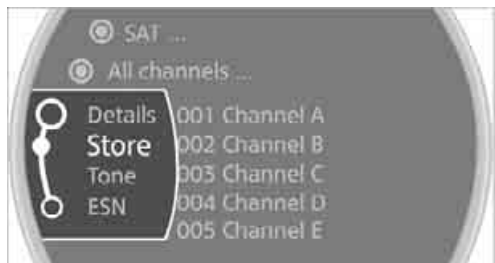 SAT ...
All channels ...
Details 001 Channel A
Store 002 Channel B
Tone 003 Channel C
ESN 004 Channel D
005 Channel E